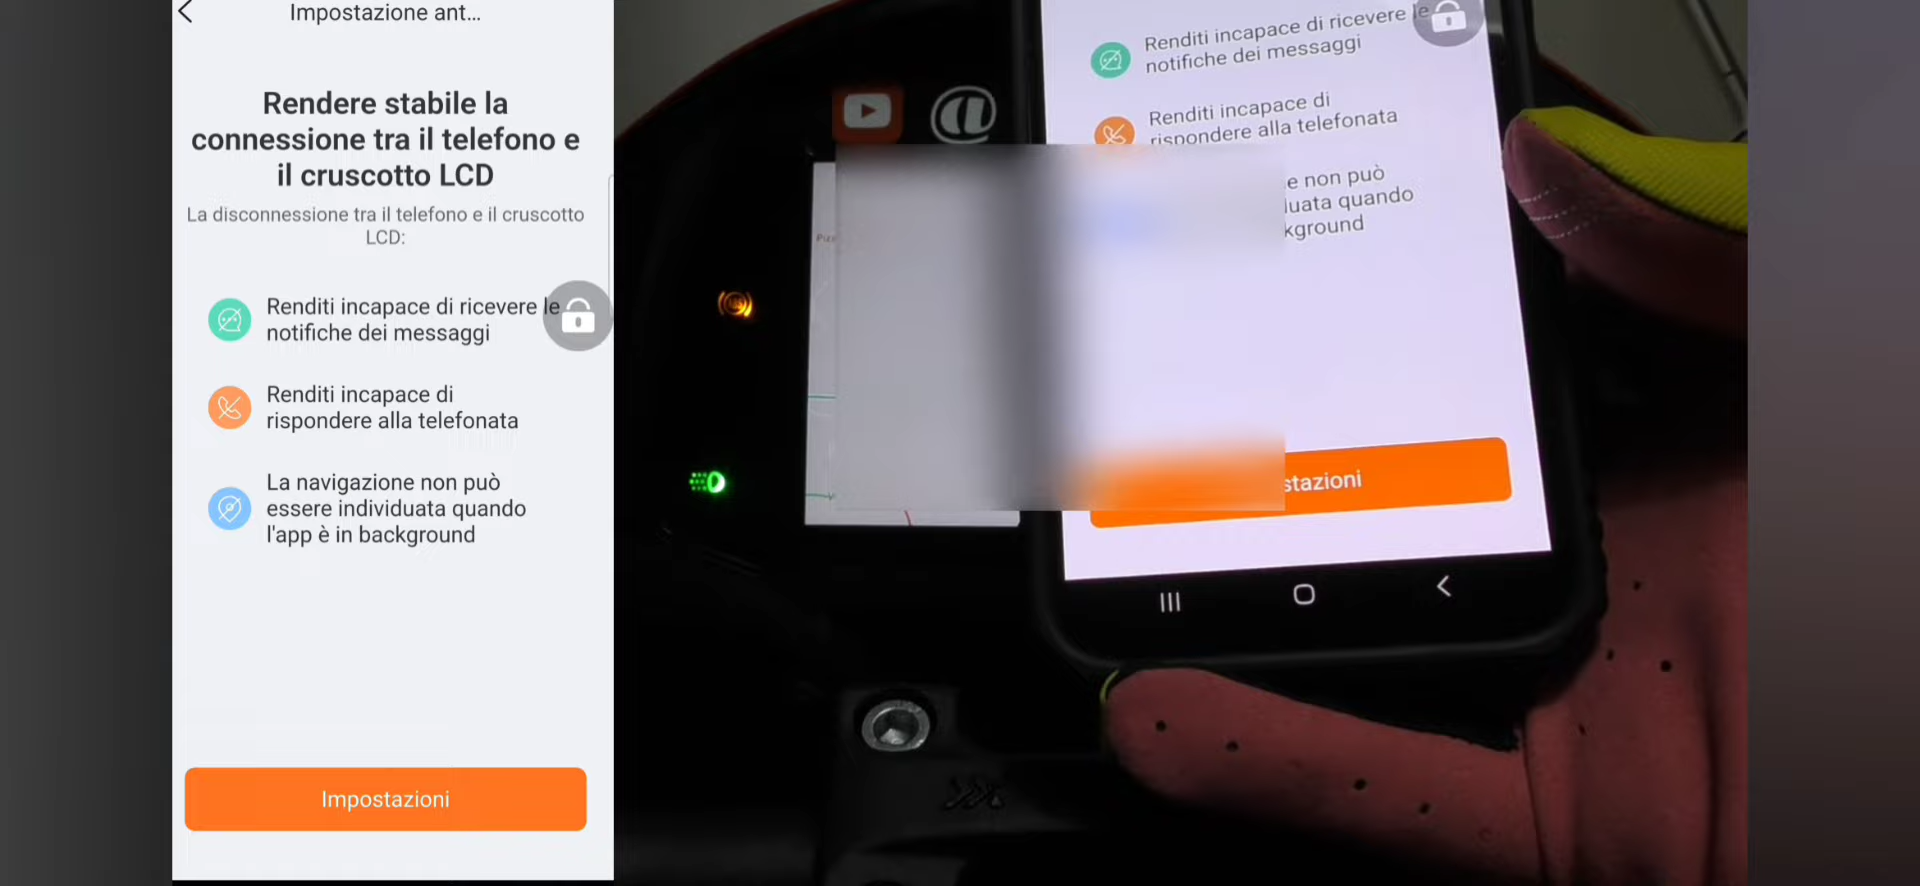 Impostazione ant...
Rendere stabile la
connessione tra il telefono e
il cruscotto LCD
La disconnessione tra il telefono e il cruscotto
LCD:
Renditi incapace di ricevere le
notifiche dei messaggi
Renditi incapace di
rispondere alla telefonata
La navigazione non può
essere individuata quando
l'app è in background
Impostazioni
Renditi incapace di ricevere le
notifiche dei messaggi
Renditi incapace di
rispondere alla telefonata
e non può
quando